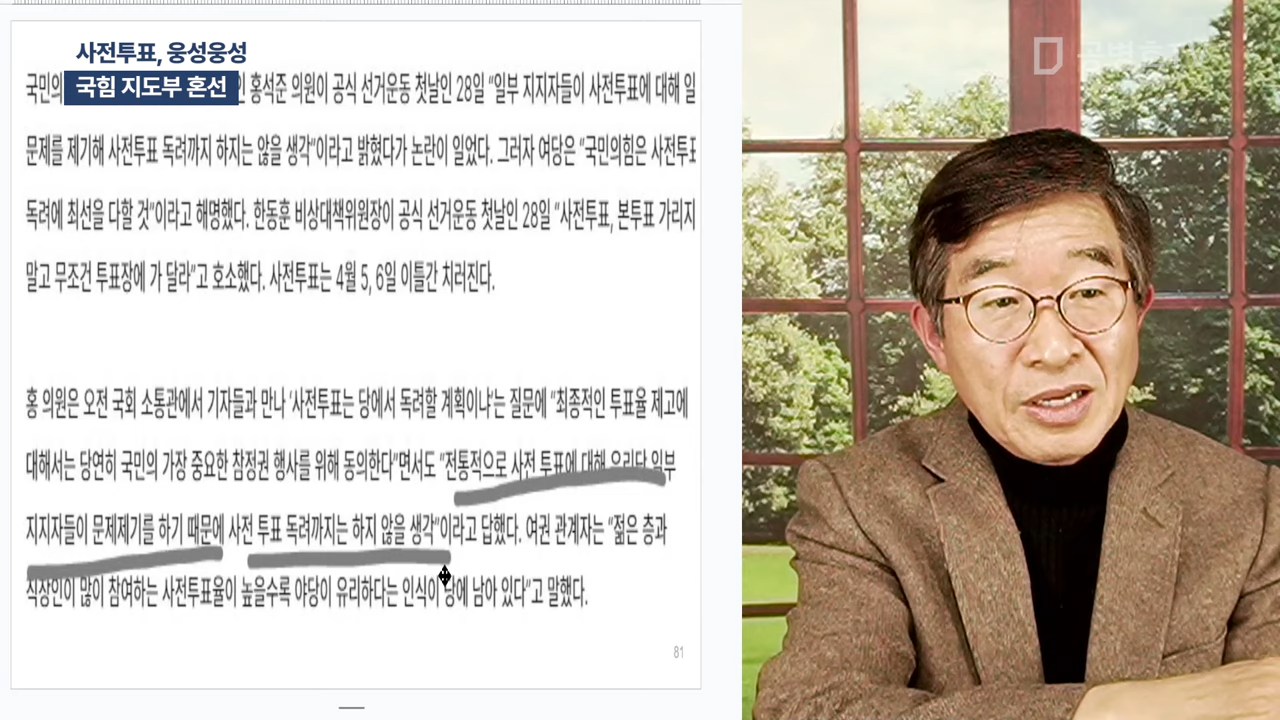 사전투표, 웅성웅성
국힘 지도부 혼선
국민의 인 홍석준 의원이 공식 선거운동 첫날인 28일 “일부 지지자들이 사전투표에 대해 일
문제를 제기해 사전투표 독려까지 하지는 않을 생각”이라고 밝혔다가 논란이 일었다. 그러자 여당은 “국민의힘은 사전투표
독려에 최선을 다할 것”이라고 해명했다. 한동훈 비상대책위원장이 공식 선거운동 첫날인 28일 “사전투표, 본투표 가리지
말고 무조건 투표장에 가 달라”고 호소했다. 사전투표는 4월 5, 6일 이틀간 치러진다.
홍 의원은 오전 국회 소통관에서 기자들과 만나 ‘사전투표는 당에서 독려할 계획이냐’는 질문에 “최종적인 투표율 제고에
대해서는 당연히 국민의 가장 중요한 참정권 행사를 위해 동의한다”면서도 “전통적으로 사전 투표에 대해 우리당 일부
지지자들이 문제제기를 하기 때문에 사전 투표 독려까지는 하지 않을 생각”이라고 답했다. 여권 관계자는 “젊은 층과
직장인이 많이 참여하는 사전투표율이 높을수록 야당이 유리하다는 인식이 당에 남아 있다”고 말했다.
81